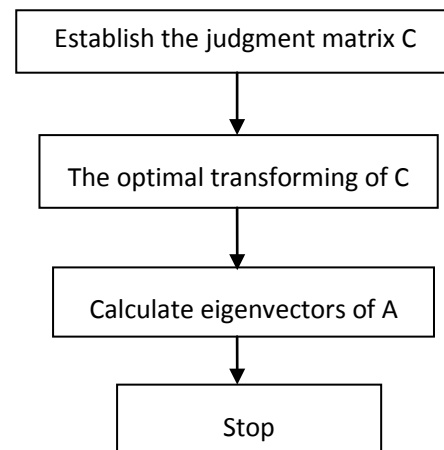 Establish the judgment matrix C
The optimal transforming of C
Calculate eigenvectors of A
Stop